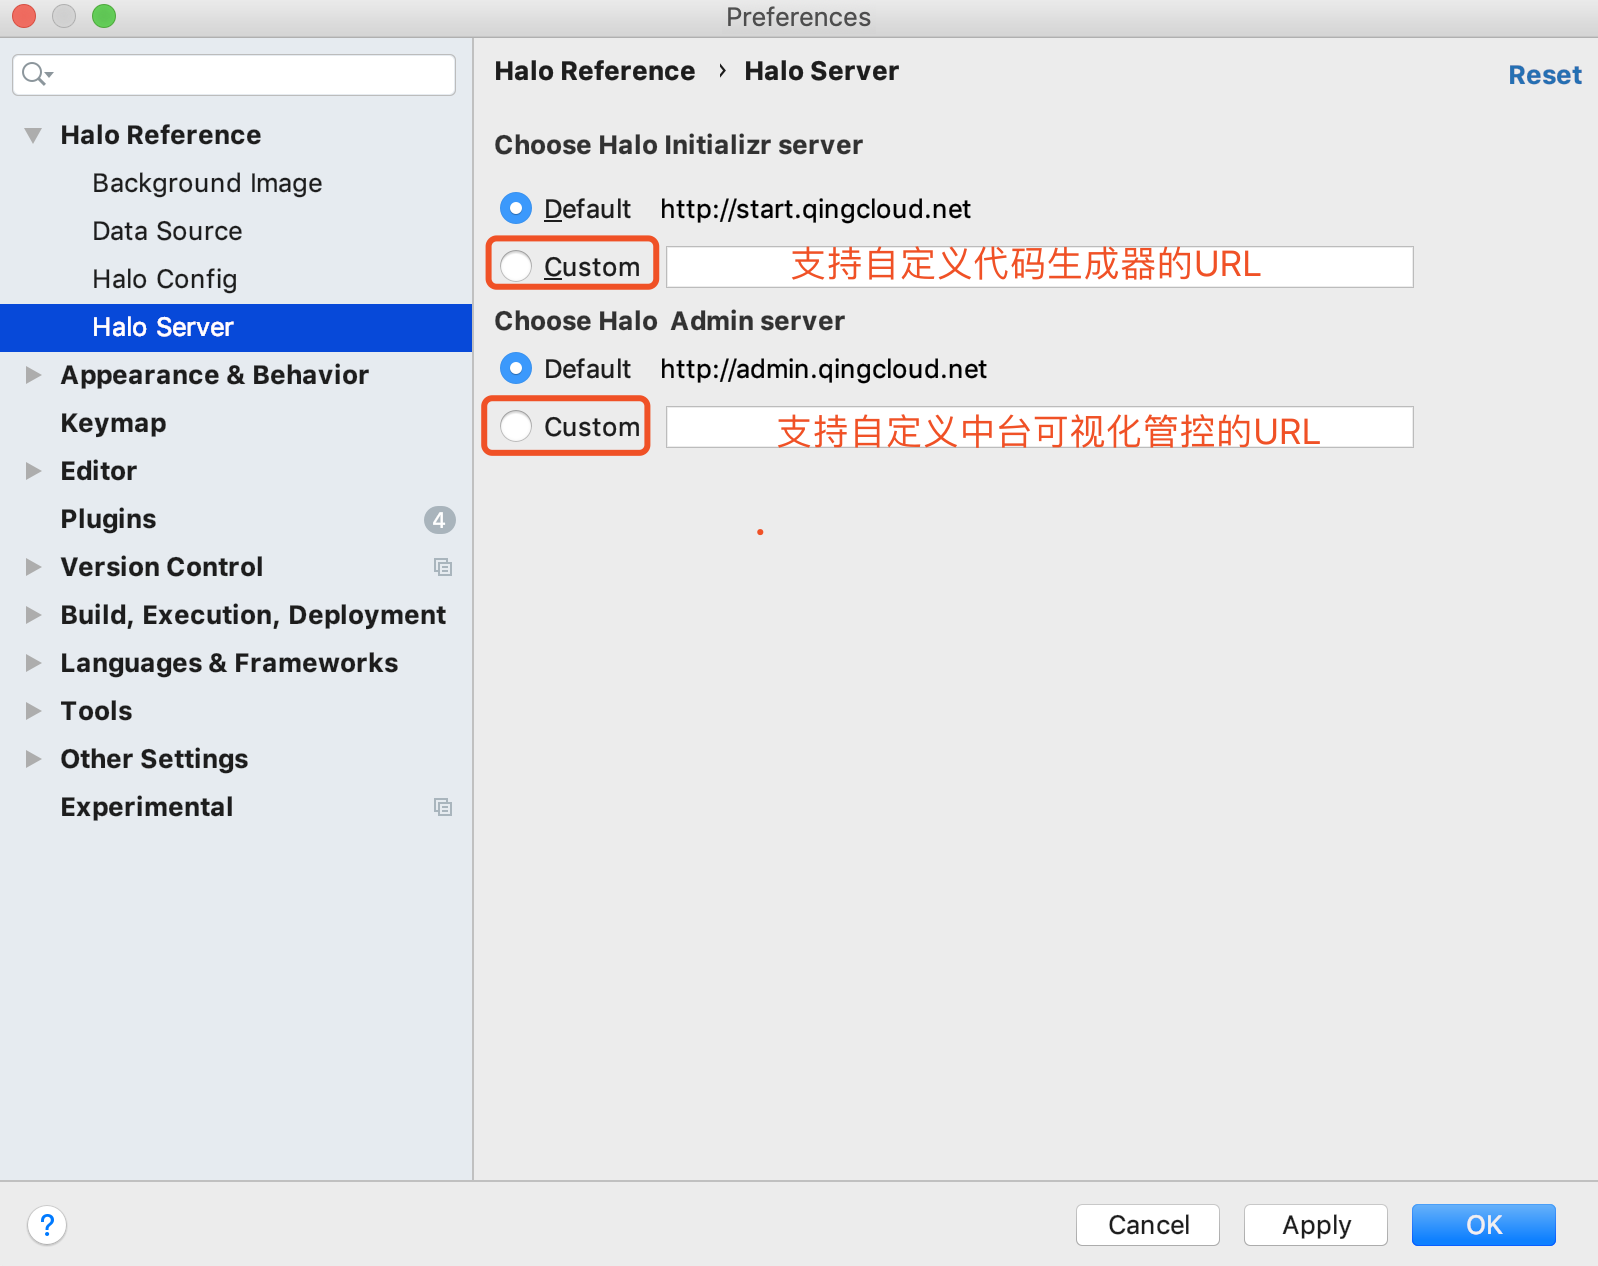 Preferences
Halo Reference
Background Image
Data Source
Halo Config
Halo Server
Appearance & Behavior
Keymap
Editor
Plugins 4
Version Control
Build, Execution, Deployment
Languages & Frameworks
Tools
Other Settings
Experimental
Halo Reference › Halo Server
Reset
Choose Halo Initializr server
Default http://start.qingcloud.net
Custom 支持自定义代码生成器的URL
Choose Halo Admin server
Default http://admin.qingcloud.net
Custom 支持自定义中台可视化管控的URL
?
Cancel
Apply
OK